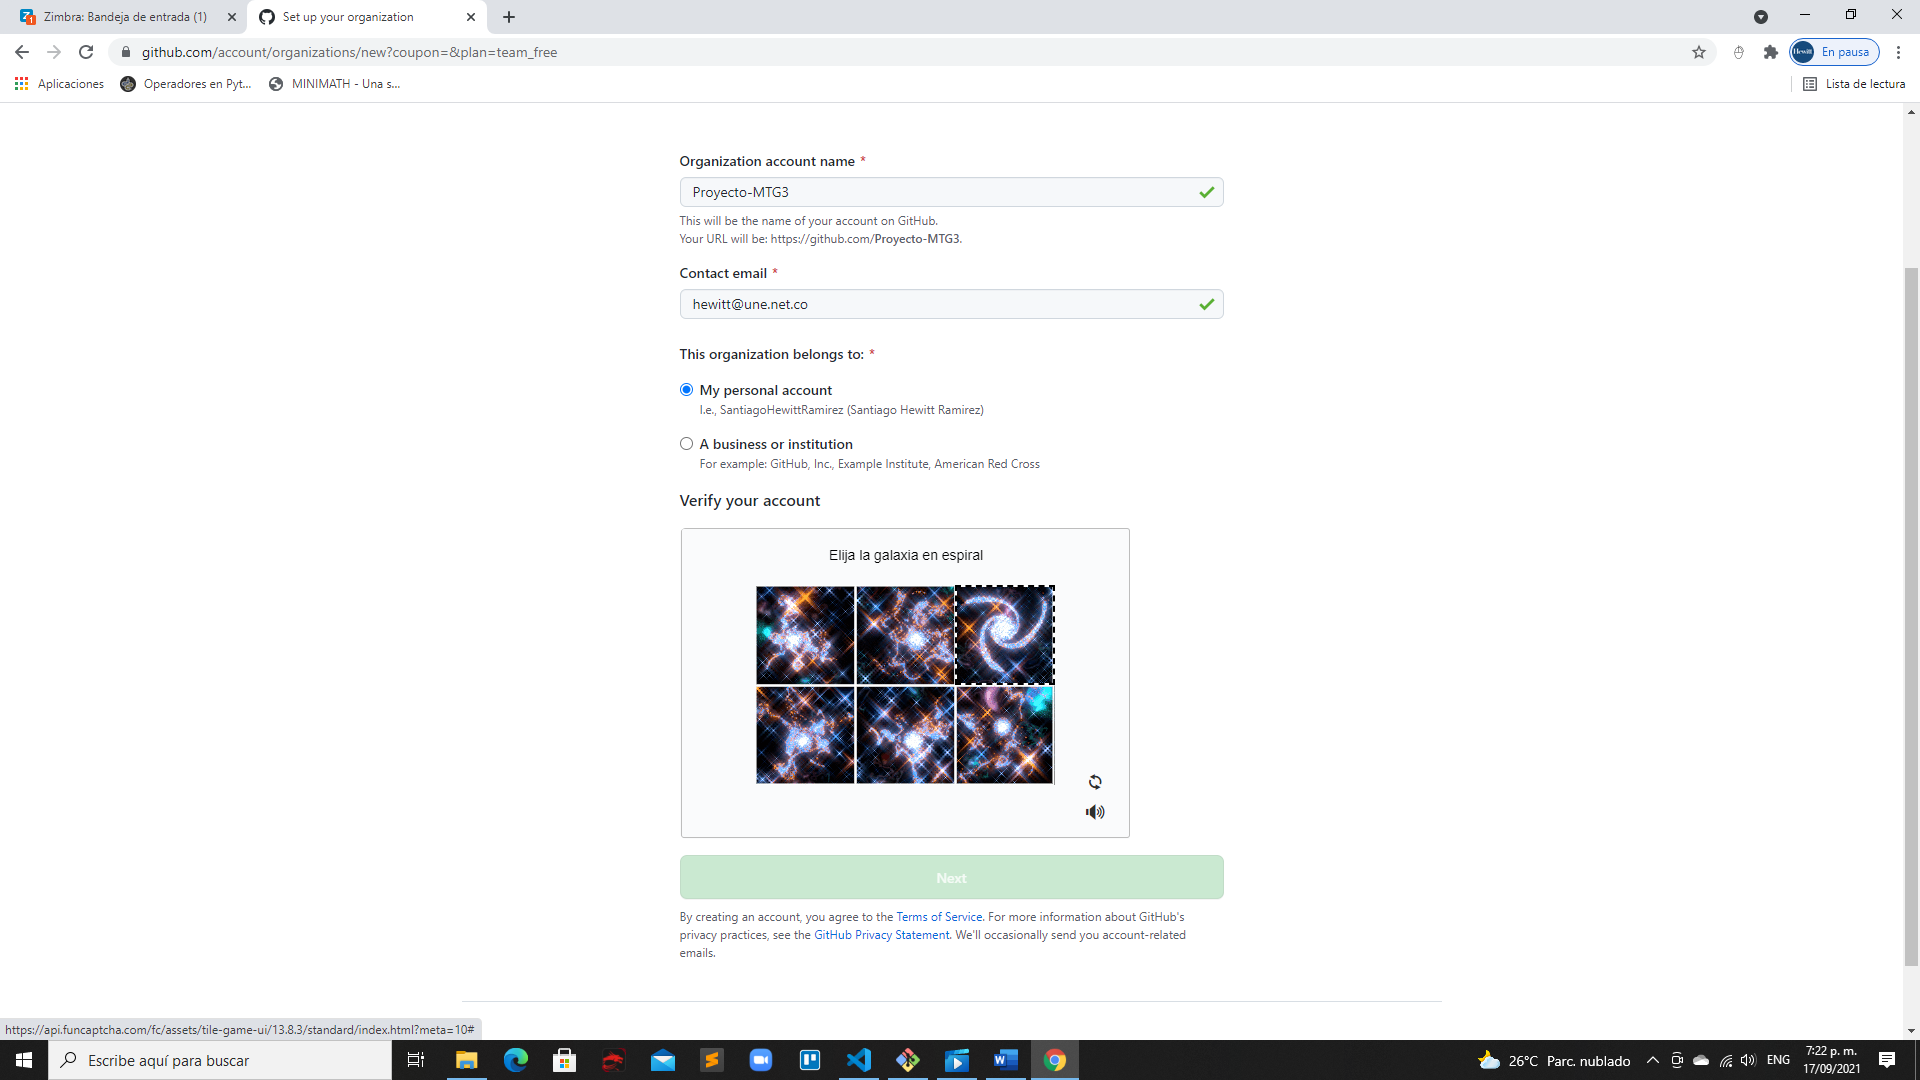 Zimbra: Bandeja de entrada (1)
Set up your organization
github.com/account/organizations/new?coupon=&plan=team_free
Hewitt
En pausa
Aplicaciones
Operadores en Pyt...
MINIMATH - Una s...
Lista de lectura
Organization account name *
Proyecto-MTG3
This will be the name of your account on GitHub.
Your URL will be: https://github.com/Proyecto-MTG3.
Contact email *
hewitt@une.net.co
This organization belongs to: *
My personal account
I.e., SantiagoHewittRamirez (Santiago Hewitt Ramirez)
A business or institution
For example: GitHub, Inc., Example Institute, American Red Cross
Verify your account
Elija la galaxia en espiral
Next
By creating an account, you agree to the Terms of Service. For more information about GitHub's
privacy practices, see the GitHub Privacy Statement. We'll occasionally send you account-related
emails.
https://api.funcaptcha.com/fc/assets/tile-game-ui/13.8.3/standard/index.html?meta=10#
Escribe aquí para buscar
26°C Parc. nublado
ENG
7:22 p. m.
17/09/2021